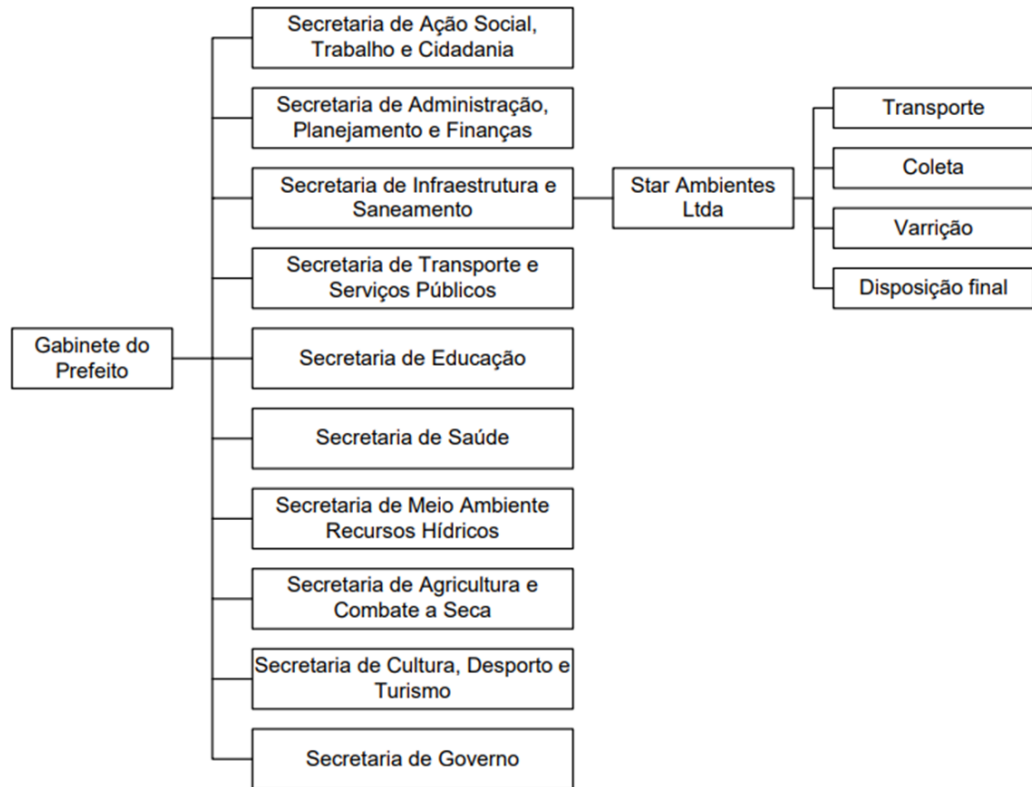 Secretaria de Ação Social,
Trabalho e Cidadania
Secretaria de Administração,
Planejamento e Finanças
Secretaria de Infraestrutura e
Saneamento
Secretaria de Transporte e
Serviços Públicos
Gabinete do
Prefeito
Secretaria de Educação
Secretaria de Saúde
Secretaria de Meio Ambiente
Recursos Hídricos
Secretaria de Agricultura e
Combate a Seca
Secretaria de Cultura, Desporto e
Turismo
Secretaria de Governo
Star Ambientes
Ltda
Transporte
Coleta
Varrição
Disposição final